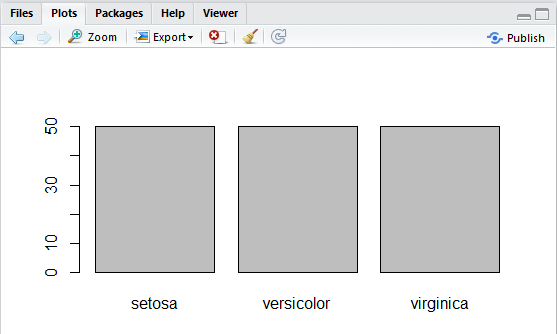 Files Plots Packages Help Viewer
Zoom Export Publish
50
30
10
0
setosa versicolor virginica